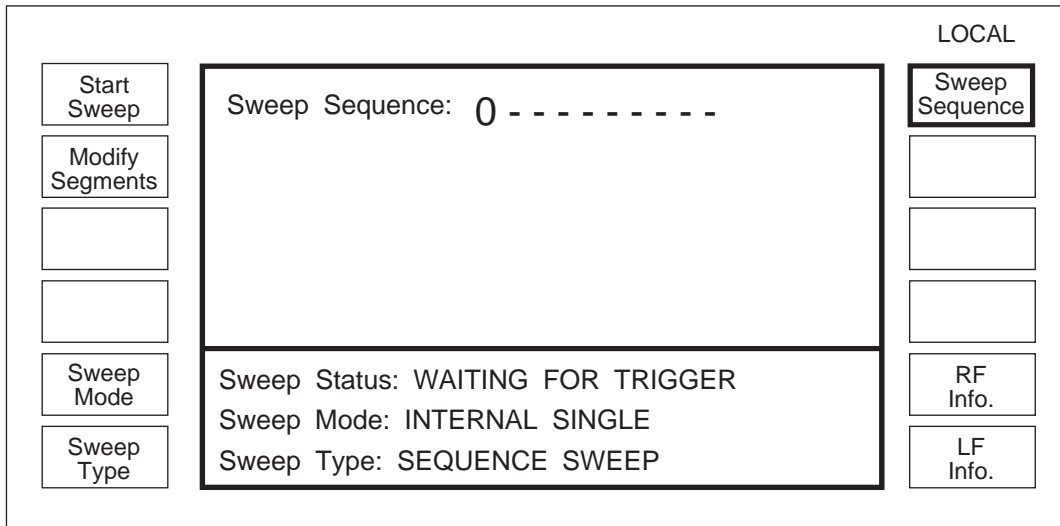 LOCAL
Start
Sweep
Modify
Segments
Sweep
Mode
Sweep
Type
Sweep Sequence: 0 - - - - - - - - -
Sweep Status: WAITING FOR TRIGGER
Sweep Mode: INTERNAL SINGLE
Sweep Type: SEQUENCE SWEEP
Sweep
Sequence
RF
Info.
LF
Info.